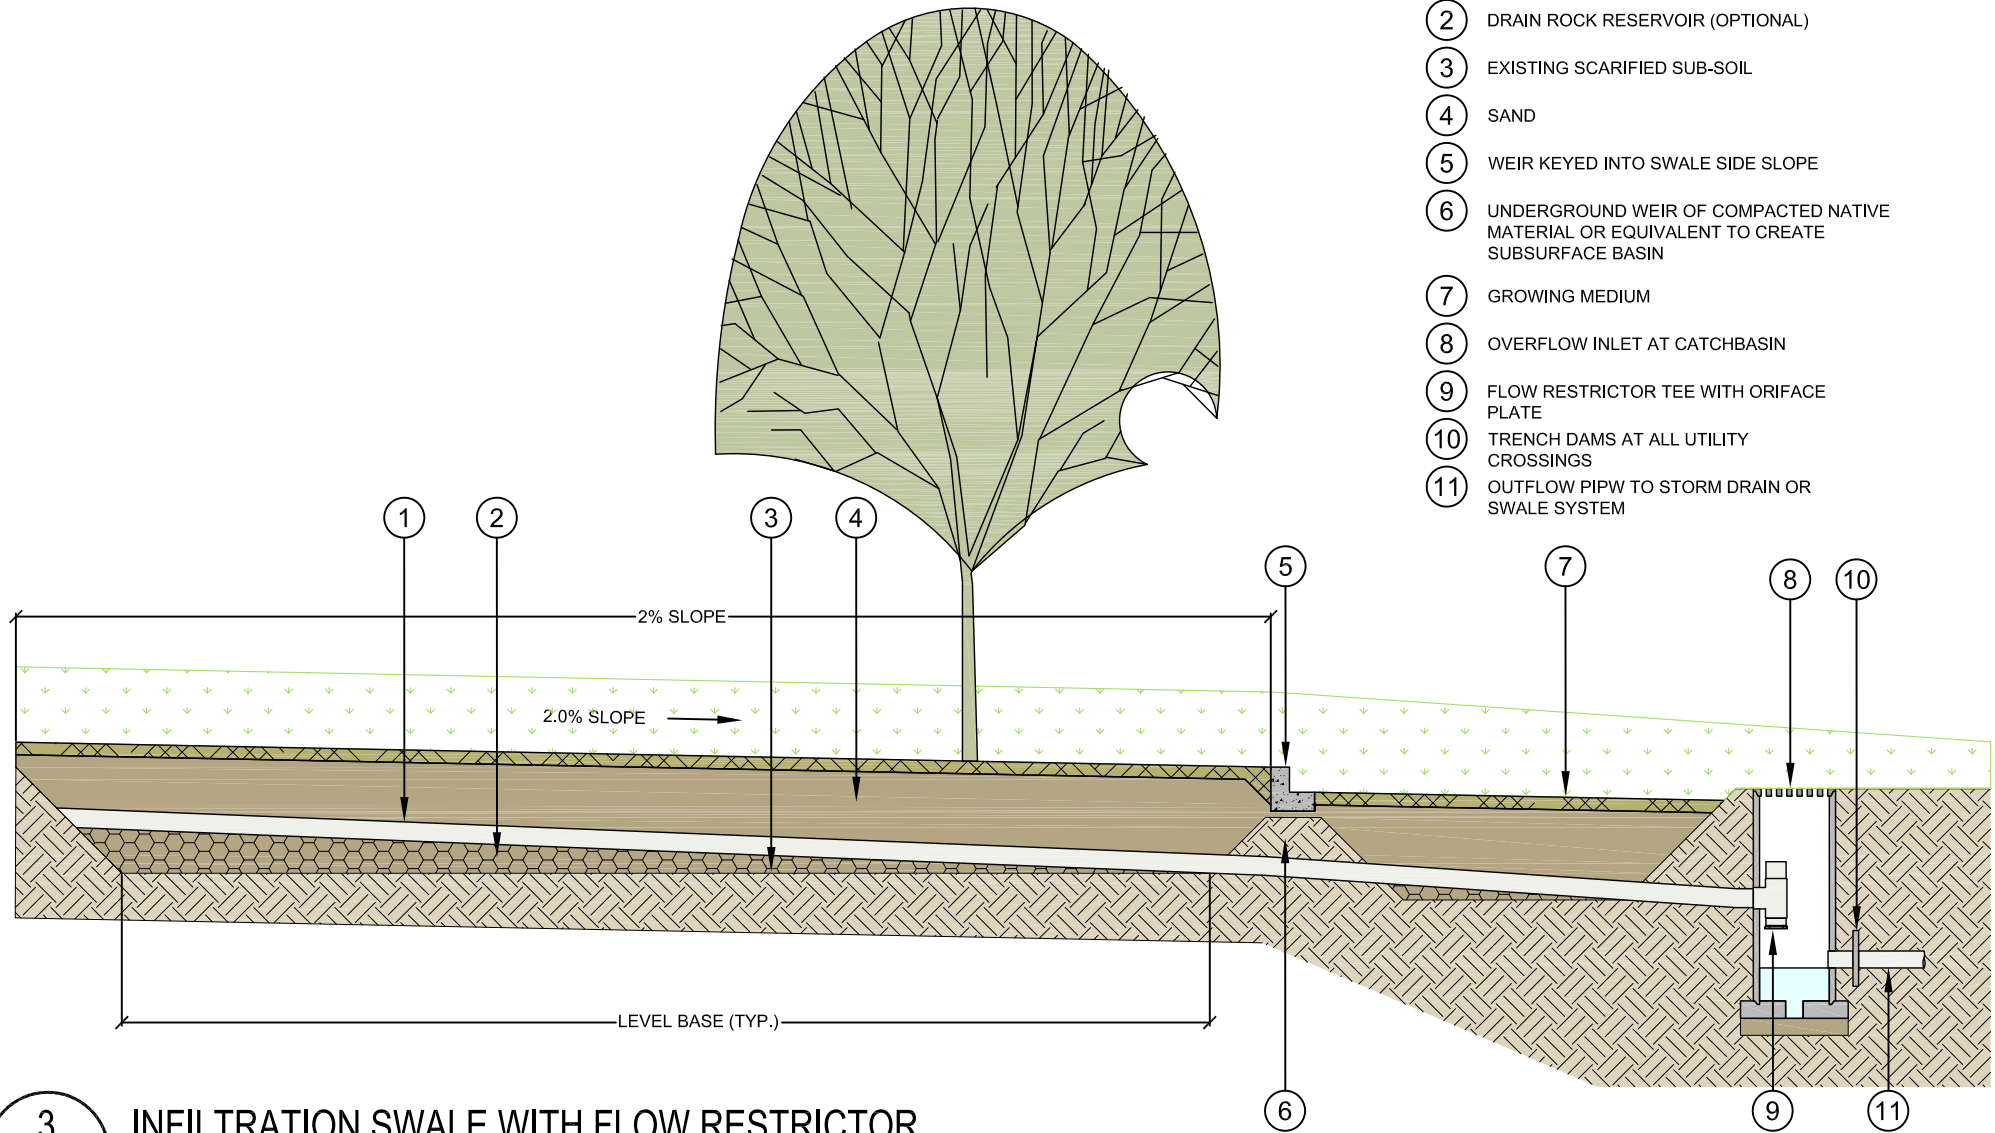 2 DRAIN ROCK RESERVOIR (OPTIONAL)
3 EXISTING SCARIFIED SUB-SOIL
4 SAND
5 WEIR KEYED INTO SWALE SIDE SLOPE
6 UNDERGROUND WEIR OF COMPACTED NATIVE
MATERIAL OR EQUIVALENT TO CREATE
SUBSURFACE BASIN
7 GROWING MEDIUM
8 OVERFLOW INLET AT CATCHBASIN
9 FLOW RESTRICTOR TEE WITH ORIFACE
PLATE
10 TRENCH DAMS AT ALL UTILITY
CROSSINGS
11 OUTFLOW PIPW TO STORM DRAIN OR
SWALE SYSTEM
1 2 3 4
5 7 8 10
2% SLOPE
2.0% SLOPE
LEVEL BASE (TYP.)
6 9 11
3 INFILTRATION SWALE WITH FLOW RESTRICTOR